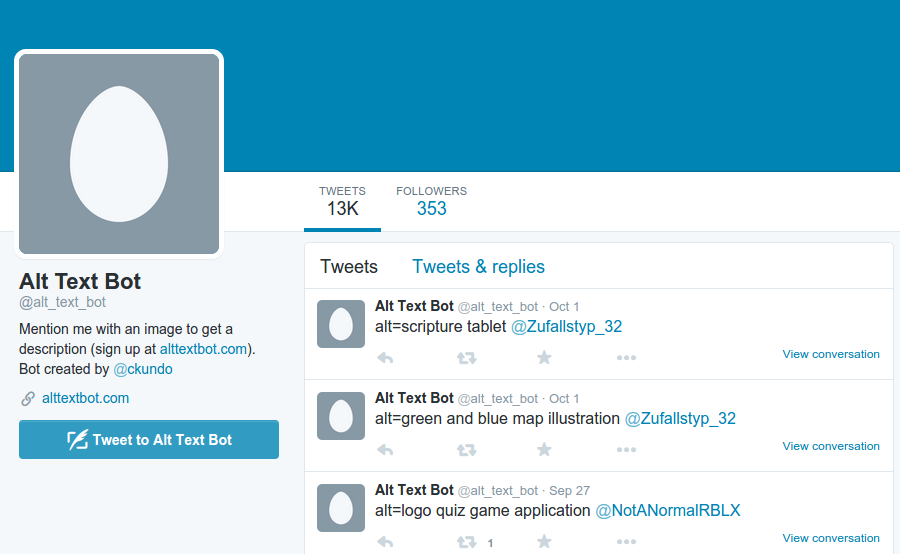 TWEETS
13K
FOLLOWERS
353
Alt Text Bot
@alt_text_bot
Mention me with an image to get a
description (sign up at alttextbot.com).
Bot created by @ckundo
alttextbot.com
Tweet to Alt Text Bot
Tweets
Tweets & replies
Alt Text Bot @alt_text_bot · Oct 1
alt=scripture tablet @Zufallstyp_32
View conversation
Alt Text Bot @alt_text_bot · Oct 1
alt=green and blue map illustration @Zufallstyp_32
View conversation
Alt Text Bot @alt_text_bot · Sep 27
alt=logo quiz game application @NotANormalRBLX
1
View conversation